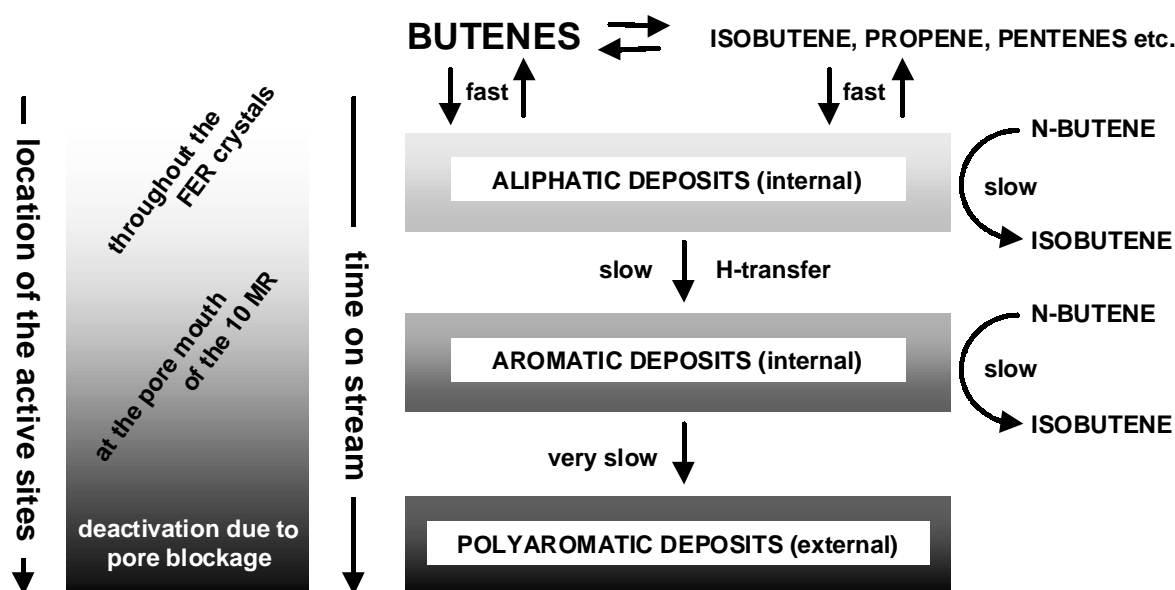 BUTENES
ISOBUTENE, PROPENE, PENTENES etc.
fast
fast
location of the active sites
throughout the
FER crystals
at the pore mouth
of the 10 MR
deactivation due to
pore blockage
time on stream
ALIPHATIC DEPOSITS (internal)
N-BUTENE
slow
ISOBUTENE
slow
H-transfer
AROMATIC DEPOSITS (internal)
N-BUTENE
slow
ISOBUTENE
very slow
POLYAROMATIC DEPOSITS (external)